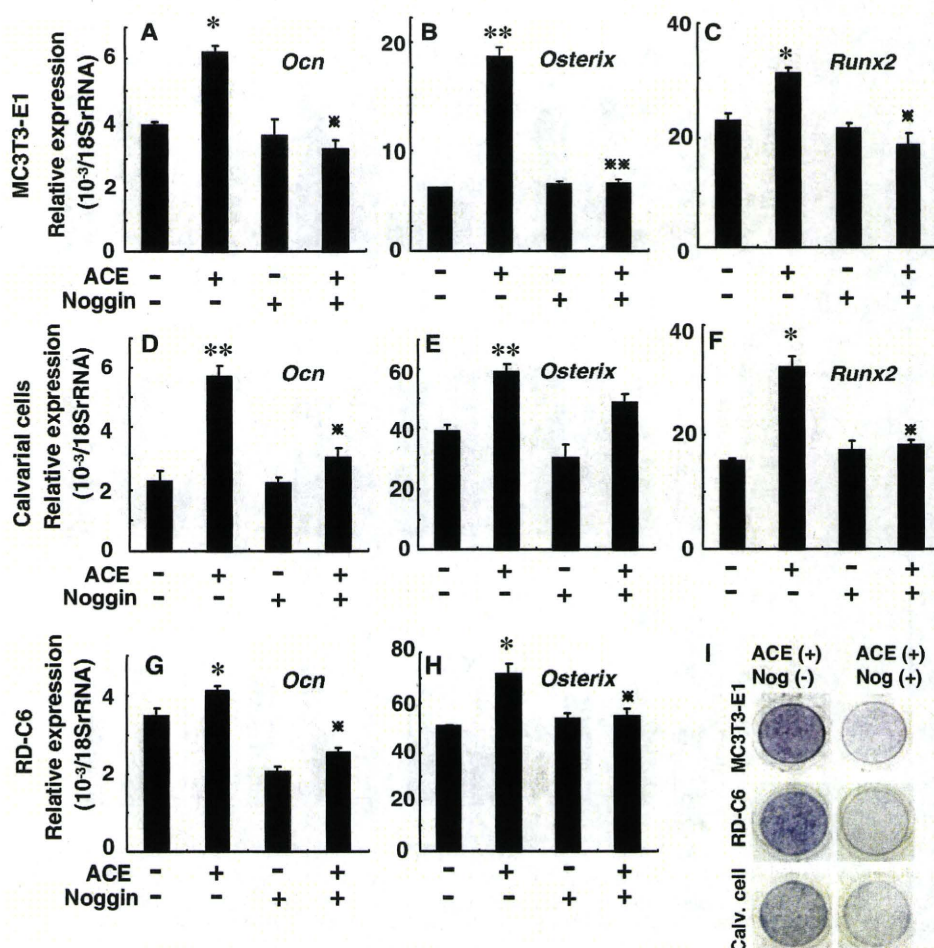 MC3T3-E1
Relative expression
(10-3/18SrRNA)
A
*
Ocn
※
6
4
2
0
B
**
Osterix
※※
20
10
0
C
*
Runx2
※
40
20
0
ACE - + - + - + - + - + - +
Noggin - - + + - - + + - - + +
Calvarial cells
Relative expression
(10-3/18SrRNA)
D
**
Ocn
※
6
4
2
0
E
**
Osterix
60
40
20
0
F
*
Runx2
※
40
20
0
ACE - + - + - + - + - + - +
Noggin - - + + - - + + - - + +
RD-C6
Relative expression
(10-3/18SrRNA)
G
*
Ocn
※
4
2
0
H
*
Osterix
※
80
60
40
20
0
ACE - + - + - + - +
Noggin - - + + - - + +
I
ACE (+) ACE (+)
Nog (-) Nog (+)
MC3T3-E1
RD-C6
Calv. cell